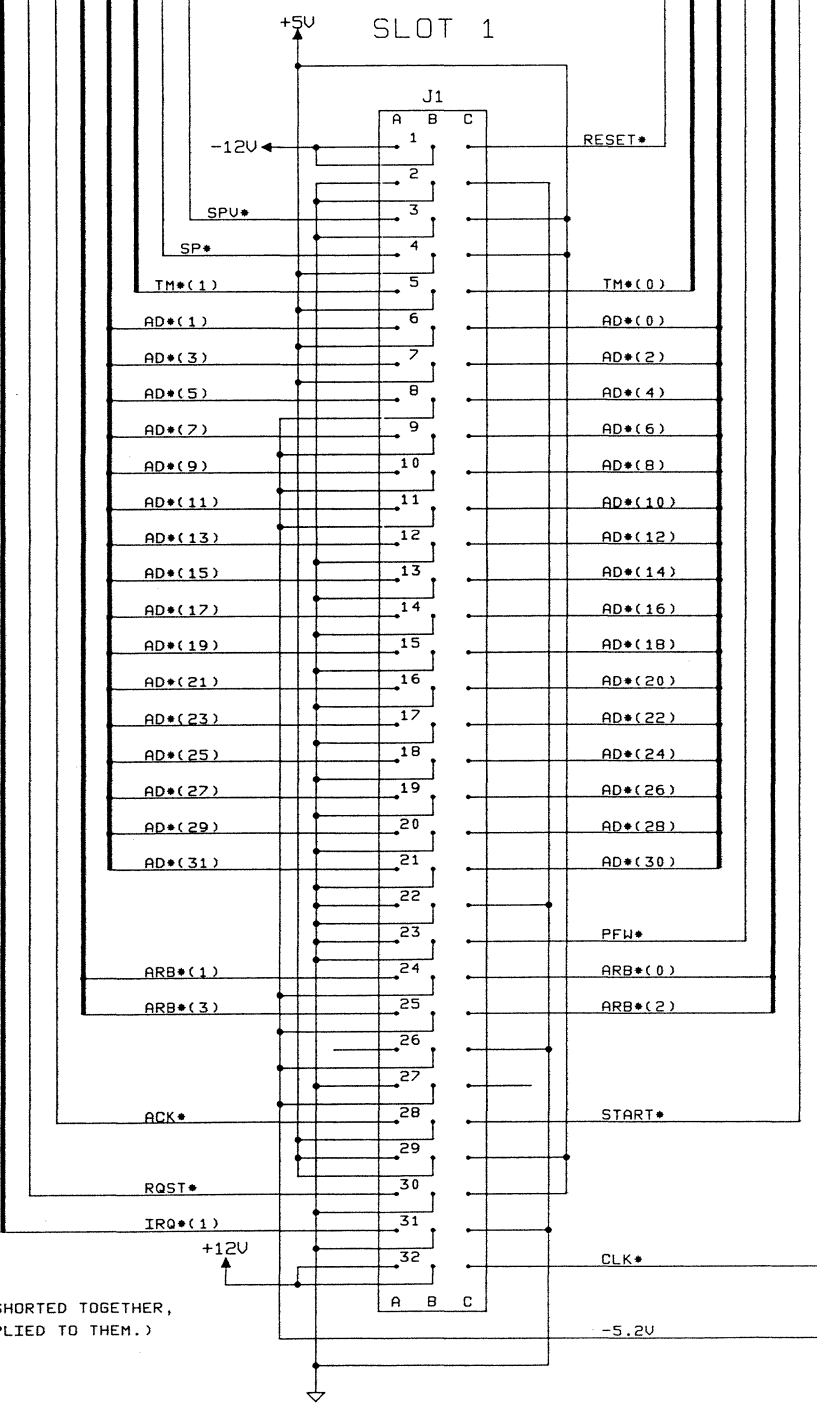 +5V SLOT 1
J1
A B C
-12V 1 RESET*
2
SPV* 3
SP* 4
TM*(1) 5 TM*(0)
AD*(1) 6 AD*(0)
AD*(3) 7 AD*(2)
AD*(5) 8 AD*(4)
AD*(7) 9 AD*(6)
AD*(9) 10 AD*(8)
AD*(11) 11 AD*(10)
AD*(13) 12 AD*(12)
AD*(15) 13 AD*(14)
AD*(17) 14 AD*(16)
AD*(19) 15 AD*(18)
AD*(21) 16 AD*(20)
AD*(23) 17 AD*(22)
AD*(25) 18 AD*(24)
AD*(27) 19 AD*(26)
AD*(29) 20 AD*(28)
AD*(31) 21 AD*(30)
22
23 PFW*
ARB*(1) 24 ARB*(0)
ARB*(3) 25 ARB*(2)
26
27
ACK* 28 START*
29
RQST* 30
IRQ*(1) 31
+12V 32 CLK*
A B C
SHORTED TOGETHER,
PLIED TO THEM.) -5.2V